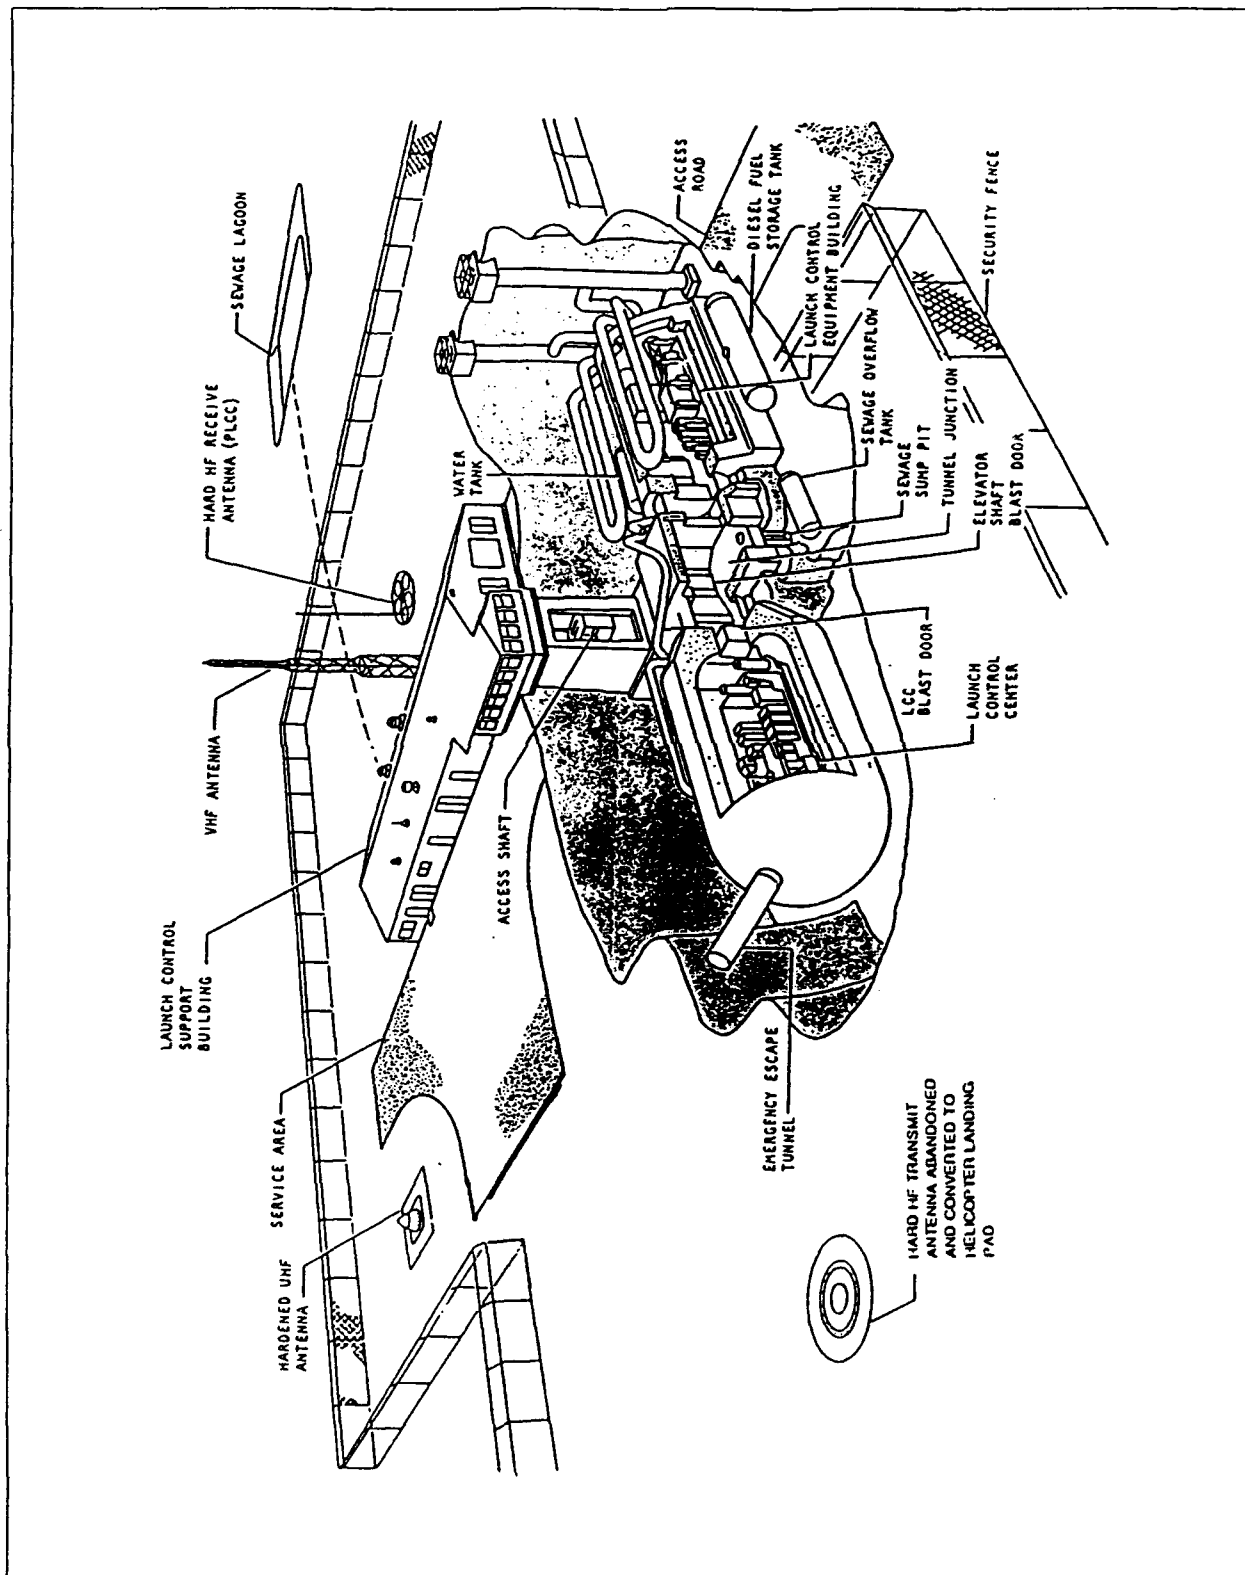 SEWAGE LAGOON
HARD HF RECEIVE
ANTENNA (PLCC)
VHF ANTENNA
LAUNCH CONTROL
SUPPORT
BUILDING
SERVICE AREA
HARDENED UHF
ANTENNA
WATER
TANK
ACCESS SHAFT
ACCESS
ROAD
DIESEL FUEL
STORAGE TANK
LAUNCH CONTROL
EQUIPMENT BUILDING
SEWAGE OVERFLOW
TANK
SEWAGE
SUMP PIT
TUNNEL JUNCTION
ELEVATOR
SHAFT
BLAST DOOR
SECURITY FENCE
LCC
BLAST DOOR
LAUNCH
CONTROL
CENTER
EMERGENCY ESCAPE
TUNNEL
HARD HF TRANSMIT
ANTENNA ABANDONED
AND CONVERTED TO
HELICOPTER LANDING
PAD